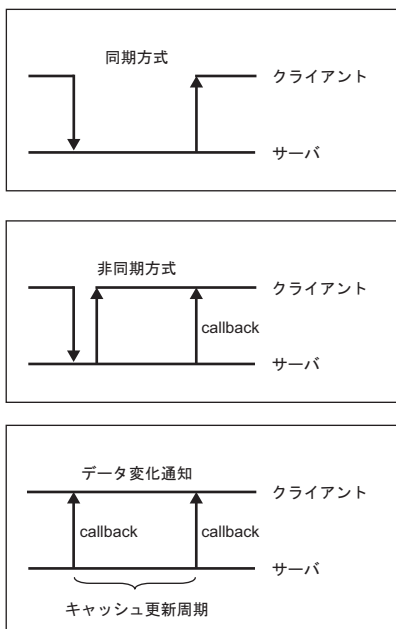 同期方式
クライアント
サーバ
非同期方式
クライアント
callback
サーバ
データ変化通知
クライアント
callback
callback
サーバ
キャッシュ更新周期